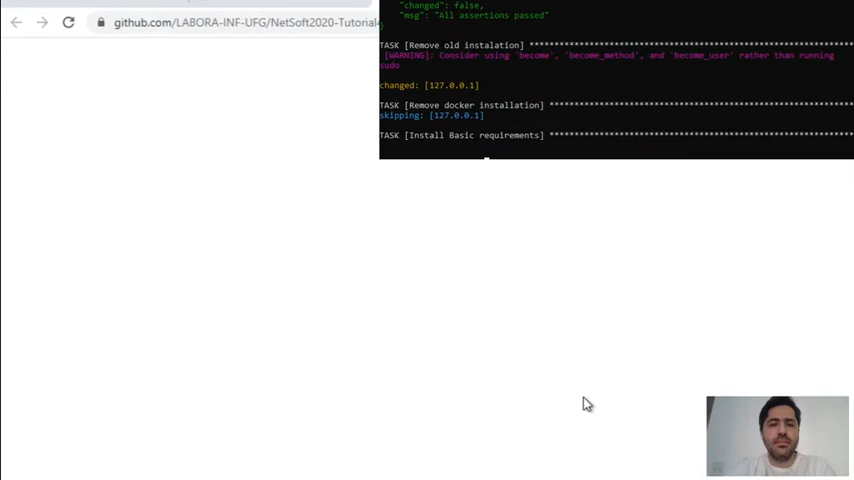 github.com/LABORA-INF-UFG/NetSoft2020-Tutorial4
"changed": false,
"msg": "All assertions passed"
}
TASK [Remove old instalation] ******************************************************
[WARNING]: Consider using 'become', 'become_method', and 'become_user' rather than running
sudo
changed: [127.0.0.1]
TASK [Remove docker installation] **************************************************
skipping: [127.0.0.1]
TASK [Install Basic requirements] **************************************************